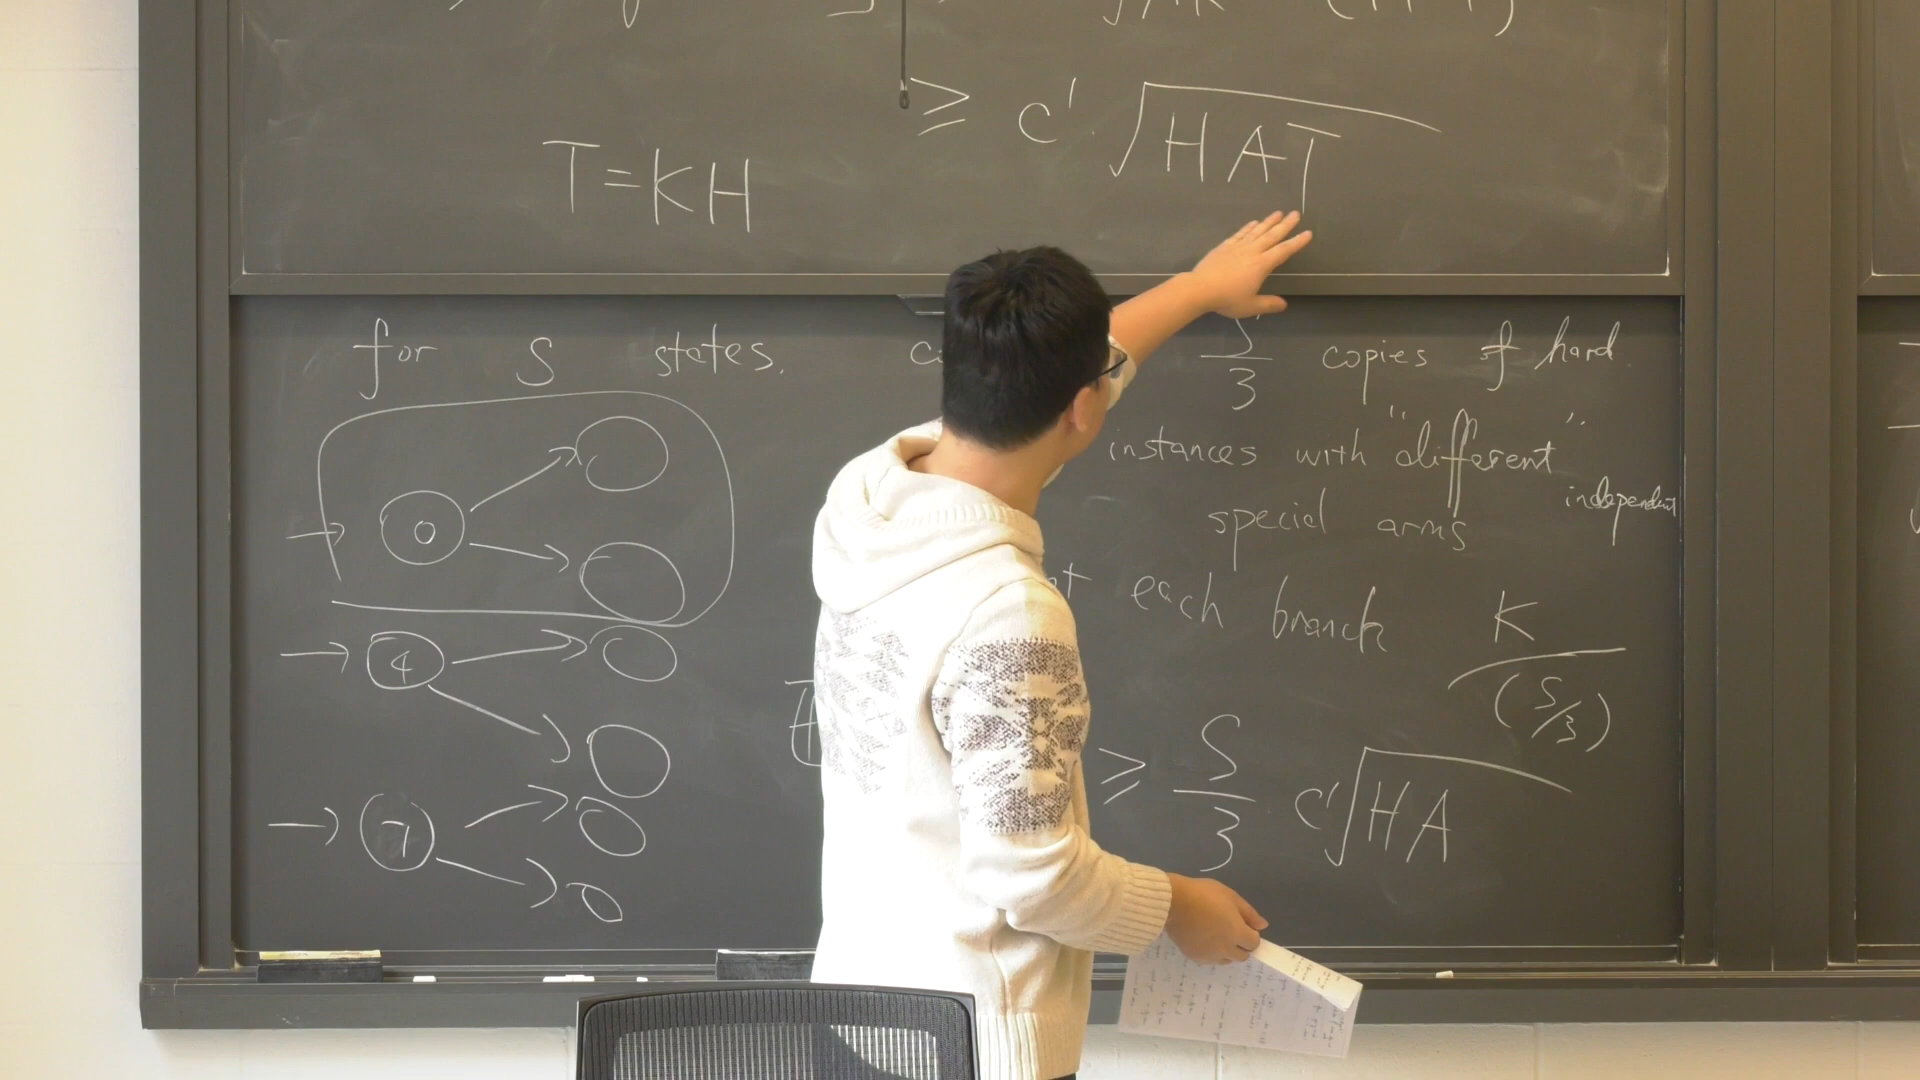 ≥ c' √HAT
T = KH
for S states. S/3 copies of hard
instances with "different"
independent
special arms
each branch K/(S/3)
0
4
7
≥ S/3 · c' √HA